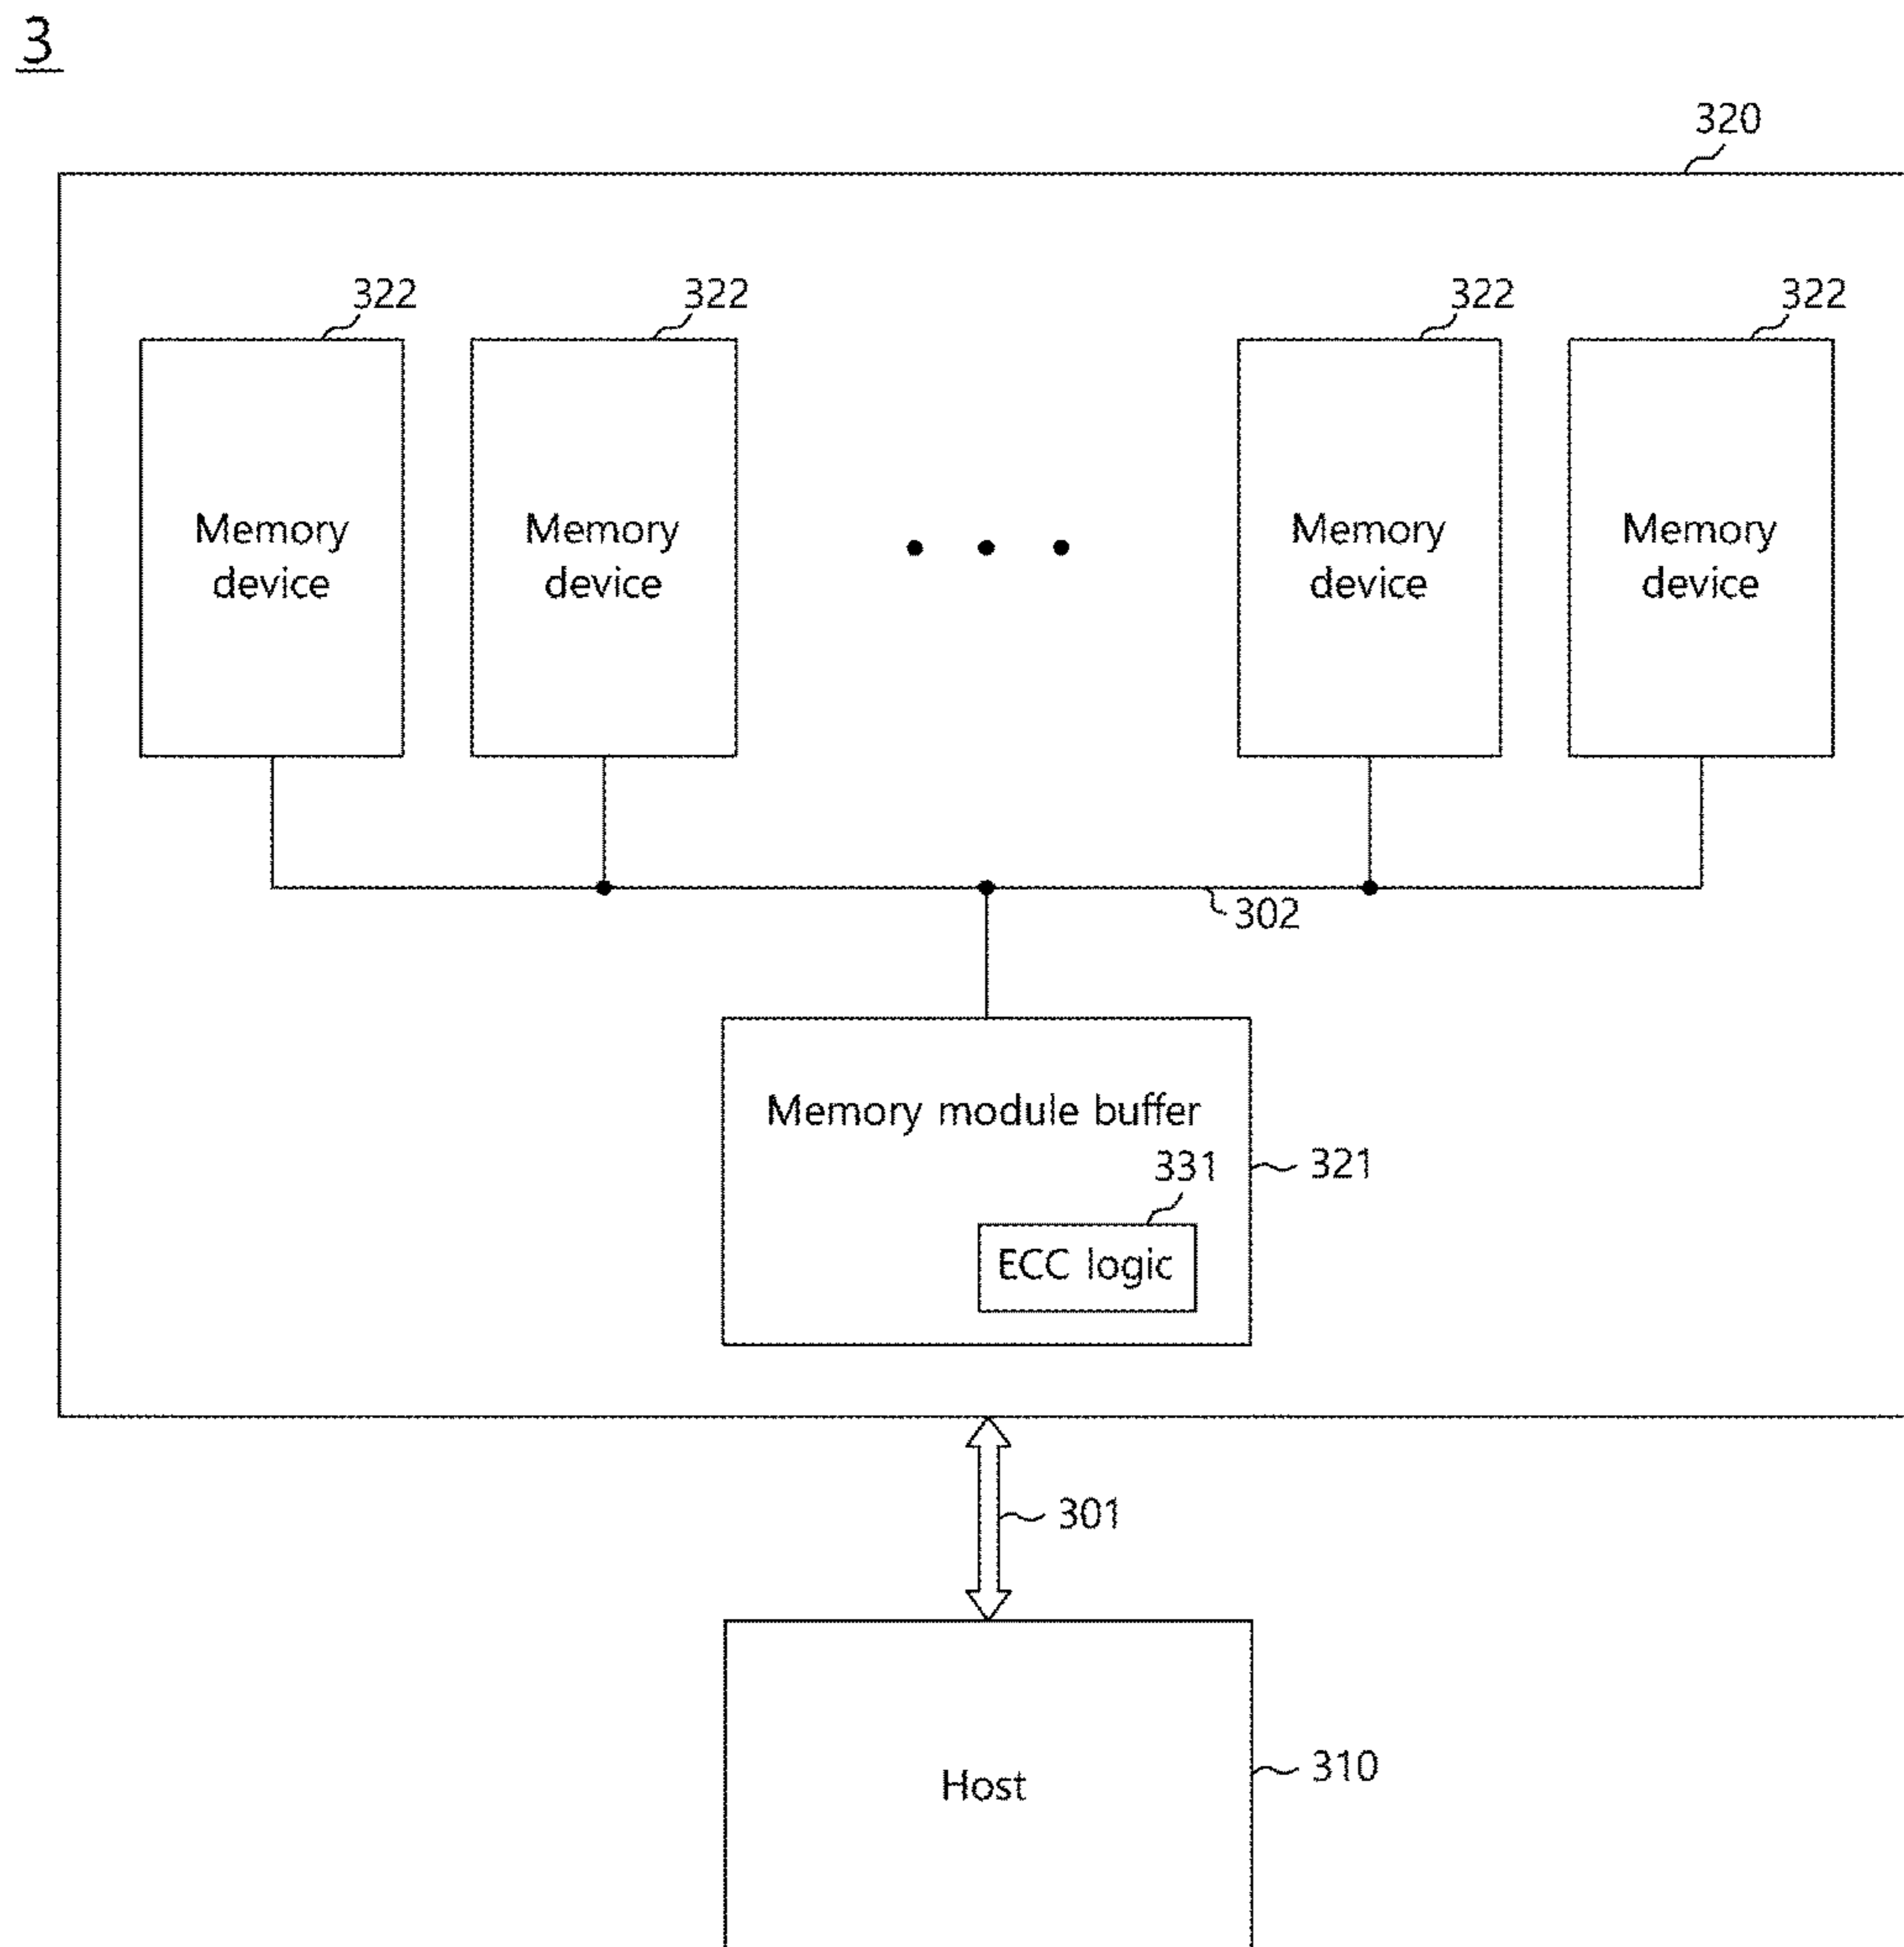 3
320
322
322
322
322
Memory
device
Memory
device
Memory
device
Memory
device
302
Memory module buffer
331
321
ECC logic
301
310
Host